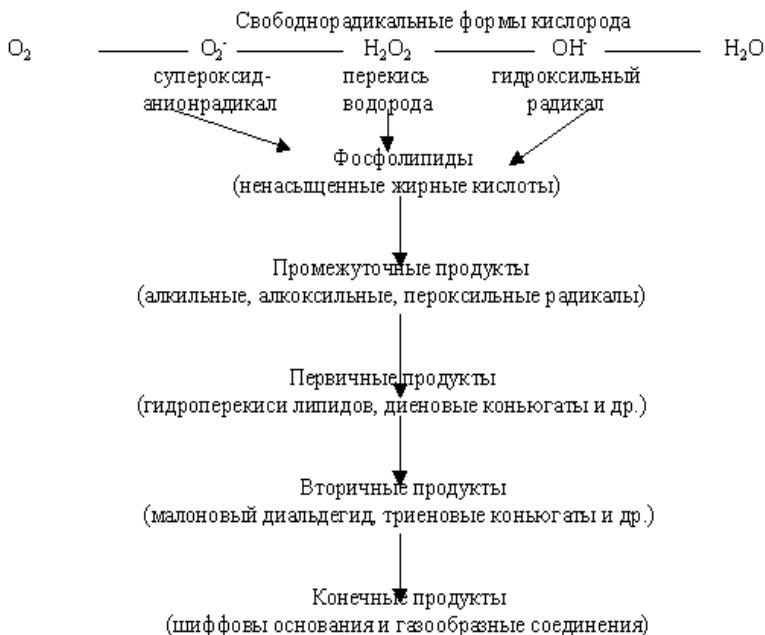 Свободнорадикальные формы кислорода
O₂ O₂⁻ H₂O₂ OH⁻ H₂O
супероксид- перекись гидроксильный
анионрадикал водорода радикал
Фосфолипиды
(ненасыщенные жирные кислоты)
Промежуточные продукты
(алкильные, алкоксильные, пероксильные радикалы)
Первичные продукты
(гидроперекиси липидов, диеновые коньюгаты и др.)
Вторичные продукты
(малоновый диальдегид, триеновые коньюгаты и др.)
Конечные продукты
(шиффовы основания и газообразные соединения)